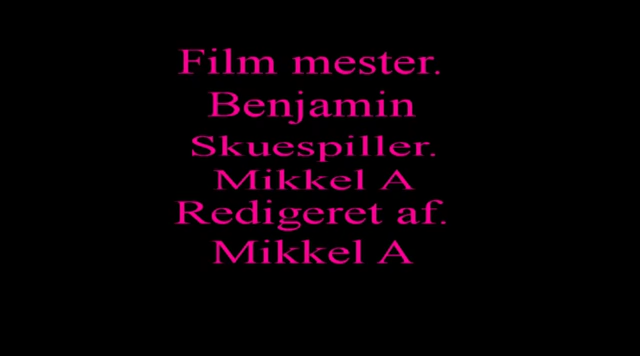 Film mester.
Benjamin
Skuespiller.
Mikkel A
Redigeret af.
Mikkel A